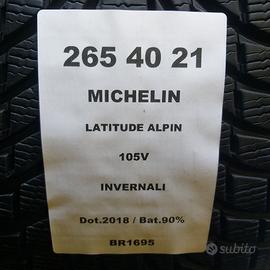 265 40 21
MICHELIN
LATITUDE ALPIN
105V
INVERNALI
Dot.2018 / Bat.90%
BR1695
subito